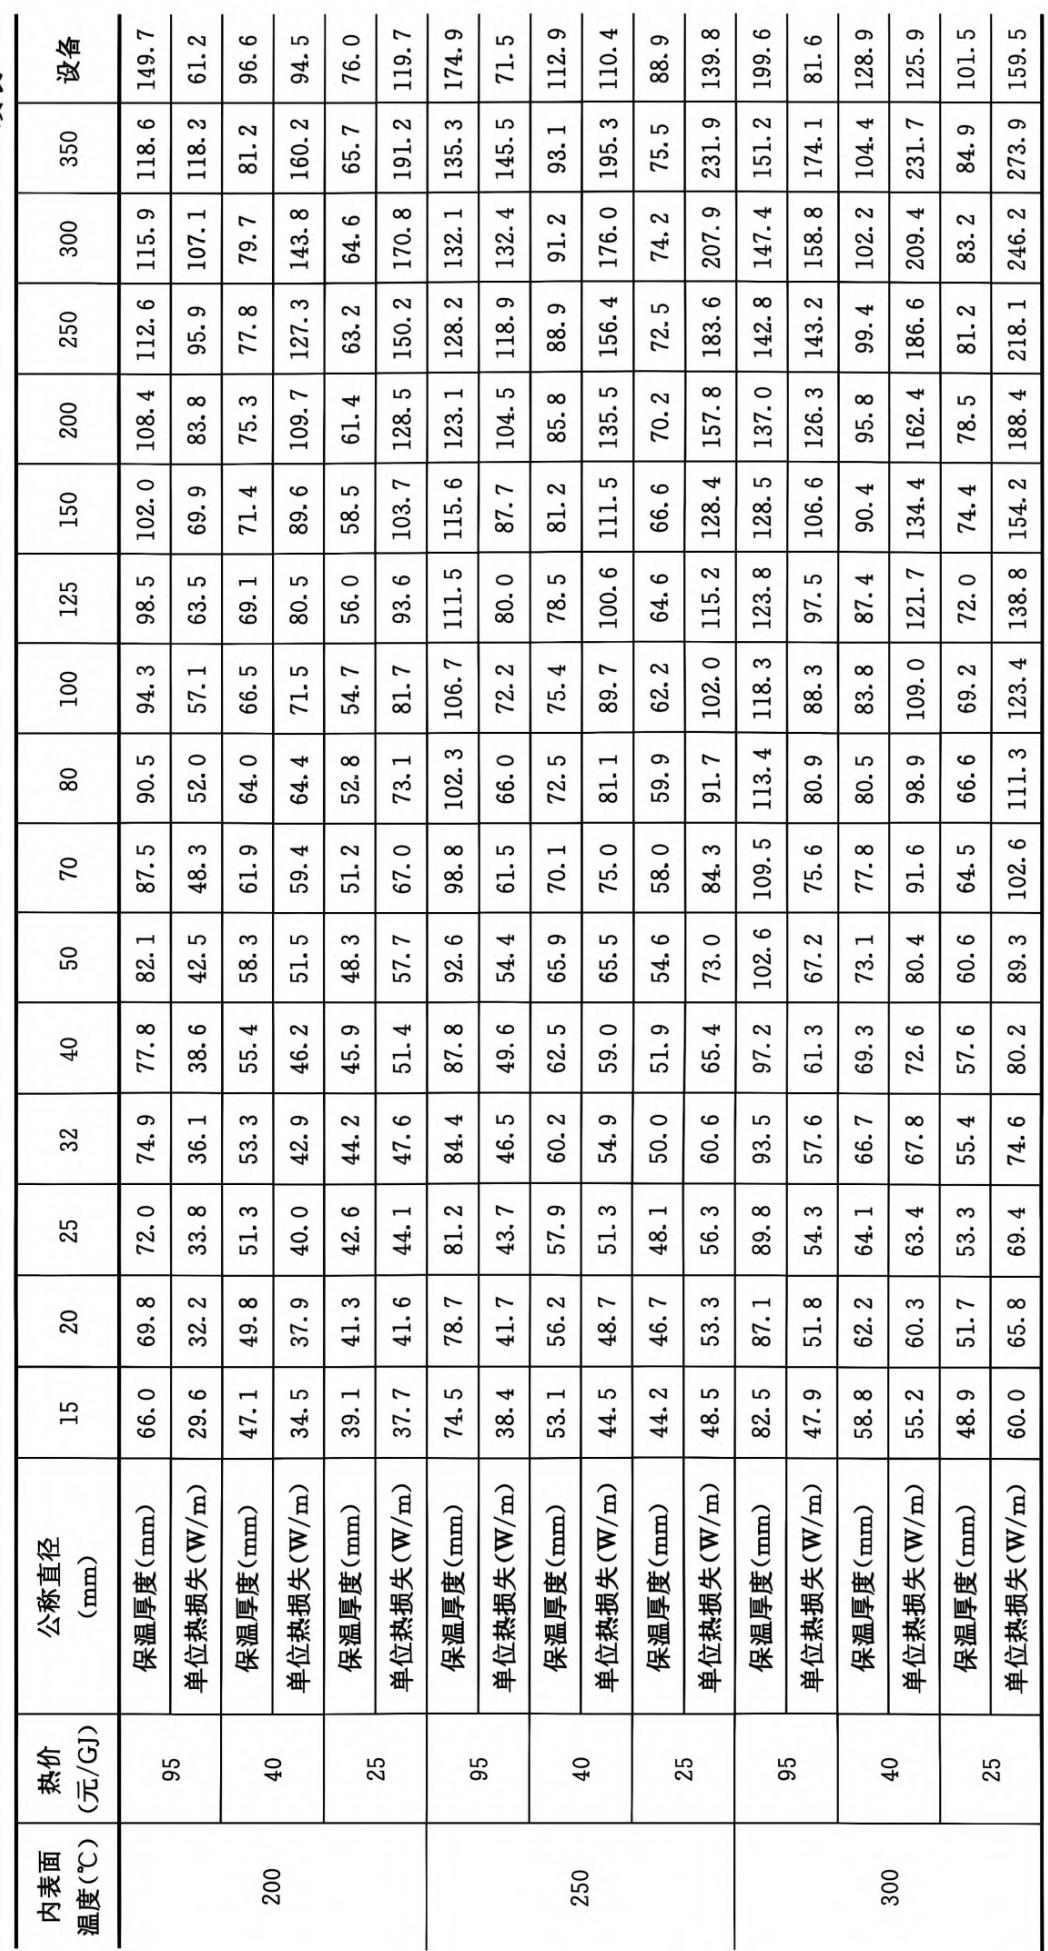 内表面温度(℃) 热价(元/GJ) 公称直径(mm) 15 20 25 32 40 50 70 80 100 125 150 200 250 300 350 设备
200 95 保温厚度(mm) 66.0 69.8 72.0 74.9 77.8 82.1 87.5 90.5 94.3 98.5 102.0 108.4 112.6 115.9 118.6 149.7
单位热损失(W/m) 29.6 32.2 33.8 36.1 38.6 42.5 48.3 52.0 57.1 63.5 69.9 83.8 95.9 107.1 118.2 61.2
40 保温厚度(mm) 47.1 49.8 51.3 53.3 55.4 58.3 61.9 64.0 66.5 69.1 71.4 75.3 77.8 79.7 81.2 96.6
单位热损失(W/m) 34.5 37.9 40.0 42.9 46.2 51.5 59.4 64.4 71.5 80.5 89.6 109.7 127.3 143.8 160.2 94.5
25 保温厚度(mm) 39.1 41.3 42.6 44.2 45.9 48.3 51.2 52.8 54.7 56.0 58.5 61.4 63.2 64.6 65.7 76.0
单位热损失(W/m) 37.7 41.6 44.1 47.6 51.4 57.7 67.0 73.1 81.7 93.6 103.7 128.5 150.2 170.8 191.2 119.7
250 95 保温厚度(mm) 74.5 78.7 81.2 84.4 87.8 92.6 98.8 102.3 106.7 111.5 115.6 123.1 128.2 132.1 135.3 174.9
单位热损失(W/m) 38.4 41.7 43.7 46.5 49.6 54.4 61.5 66.0 72.2 80.0 87.7 104.5 118.9 132.4 145.5 71.5
40 保温厚度(mm) 53.1 56.2 57.9 60.2 62.5 65.9 70.1 72.5 75.4 78.5 81.2 85.8 88.9 91.2 93.1 112.9
单位热损失(W/m) 44.5 48.7 51.3 54.9 59.0 65.5 75.0 81.1 89.7 100.6 111.5 135.5 156.4 176.0 195.3 110.4
25 保温厚度(mm) 44.2 46.7 48.1 50.0 51.9 54.6 58.0 59.9 62.2 64.6 66.6 70.2 72.5 74.2 75.5 88.9
单位热损失(W/m) 48.5 53.3 56.3 60.6 65.4 73.0 84.3 91.7 102.0 115.2 128.4 157.8 183.6 207.9 231.9 139.8
300 95 保温厚度(mm) 82.5 87.1 89.8 93.5 97.2 102.6 109.5 113.4 118.3 123.8 128.5 137.0 142.8 147.4 151.2 199.6
单位热损失(W/m) 47.9 51.8 54.3 57.6 61.3 67.2 75.6 80.9 88.3 97.5 106.6 126.3 143.2 158.8 174.1 81.6
40 保温厚度(mm) 58.8 62.2 64.1 66.7 69.3 73.1 77.8 80.5 83.8 87.4 90.4 95.8 99.4 102.2 104.4 128.9
单位热损失(W/m) 55.2 60.3 63.4 67.8 72.6 80.4 91.6 98.9 109.0 121.7 134.4 162.4 186.6 209.4 231.7 125.9
25 保温厚度(mm) 48.9 51.7 53.3 55.4 57.6 60.6 64.5 66.6 69.2 72.0 74.4 78.5 81.2 83.2 84.9 101.5
单位热损失(W/m) 60.0 65.8 69.4 74.6 80.2 89.3 102.6 111.3 123.4 138.8 154.2 188.4 218.1 246.2 273.9 159.5